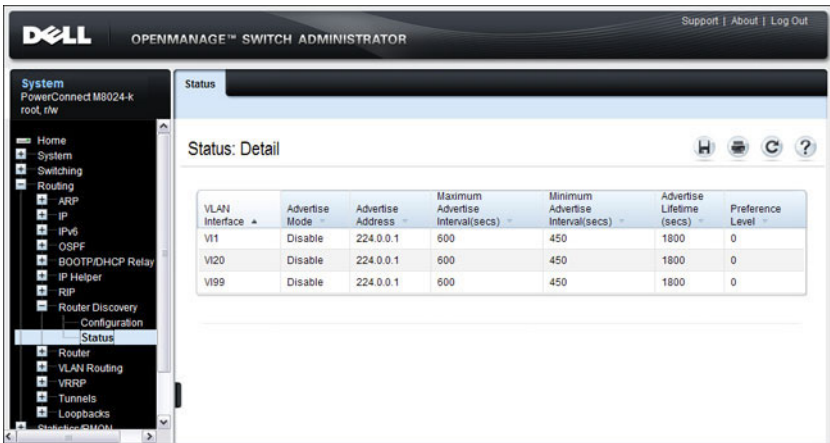 DELL OPENMANAGE™ SWITCH ADMINISTRATOR
Support | About | Log Out
System
PowerConnect M8024-k
root, r/w
Home
System
Switching
Routing
ARP
IP
IPv6
OSPF
BOOTP/DHCP Relay
IP Helper
RIP
Router Discovery
Configuration
Status
Router
VLAN Routing
VRRP
Tunnels
Loopbacks
Statistics/RMON
Status
Status: Detail
VLAN Interface Advertise Mode Advertise Address Maximum Advertise Interval(secs) Minimum Advertise Interval(secs) Advertise Lifetime (secs) Preference Level
Vl1 Disable 224.0.0.1 600 450 1800 0
Vl20 Disable 224.0.0.1 600 450 1800 0
Vl99 Disable 224.0.0.1 600 450 1800 0